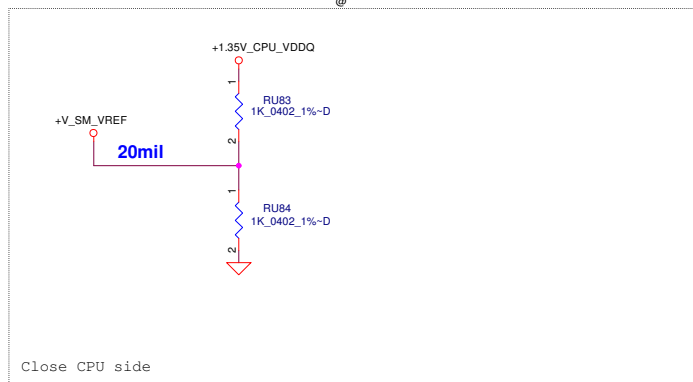 @
+1.35V_CPU_VDDQ
1
RU83
1K_0402_1%~D
2
+V_SM_VREF
20mil
1
RU84
1K_0402_1%~D
2
Close CPU side